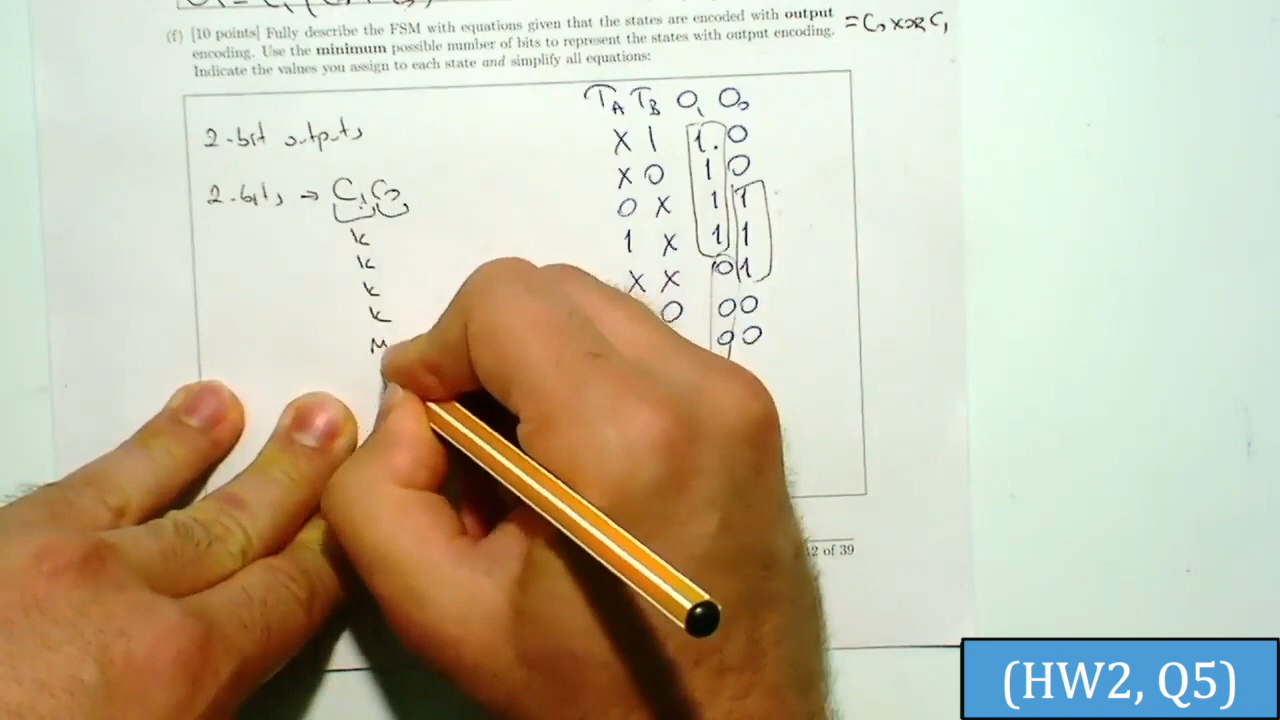 (f) [10 points] Fully describe the FSM with equations given that the states are encoded with output = C₀ XOR C₁
encoding. Use the minimum possible number of bits to represent the states with output encoding.
Indicate the values you assign to each state and simplify all equations:
TA TB O₁ O₀
2-bit outputs X 1 1 0
X 0 1 0
2-bits → C₁C₀ 0 X 1 1
K 1 X 1 1
K X X 0 1
K 0 0 0
K 0 0
M
12 of 39
(HW2, Q5)